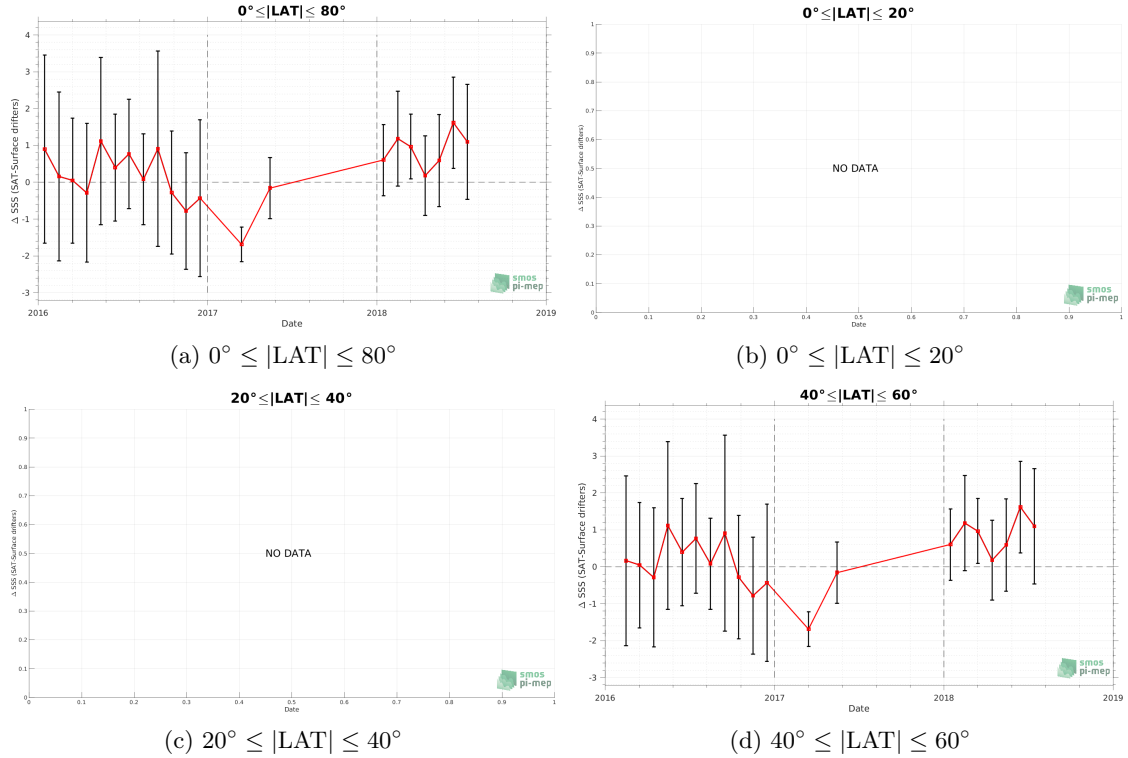 0°≤|LAT|≤ 80°
Δ SSS (SAT-Surface drifters)
4
3
2
1
0
-1
-2
-3
2016
2017
2018
2019
Date
smos
pi-mep
(a) 0° ≤ |LAT| ≤ 80°
0°≤|LAT|≤ 20°
Δ SSS (SAT-Surface drifters)
1
0.9
0.8
0.7
0.6
0.5
0.4
0.3
0.2
0.1
0
NO DATA
0
0.1
0.2
0.3
0.4
0.5
0.6
0.7
0.8
0.9
1
Date
smos
pi-mep
(b) 0° ≤ |LAT| ≤ 20°
20°≤|LAT|≤ 40°
Δ SSS (SAT-Surface drifters)
1
0.9
0.8
0.7
0.6
0.5
0.4
0.3
0.2
0.1
0
NO DATA
0
0.1
0.2
0.3
0.4
0.5
0.6
0.7
0.8
0.9
1
Date
smos
pi-mep
(c) 20° ≤ |LAT| ≤ 40°
40°≤|LAT|≤ 60°
Δ SSS (SAT-Surface drifters)
4
3
2
1
0
-1
-2
-3
2016
2017
2018
2019
Date
smos
pi-mep
(d) 40° ≤ |LAT| ≤ 60°